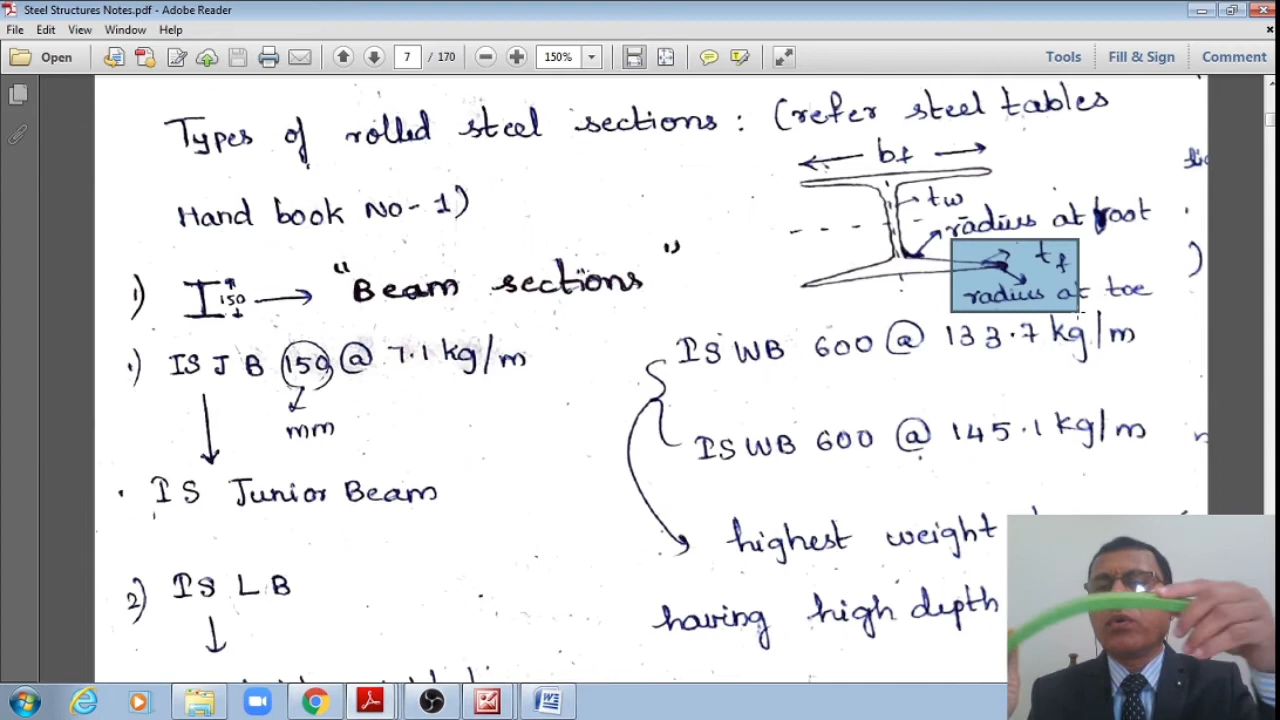 Steel Structures Notes.pdf - Adobe Reader
File Edit View Window Help
Open 7 / 170 150% Tools Fill & Sign Comment
Types of rolled steel sections : (refer steel tables
Hand book No-1)
bf
tw
radius at root
)
tf
radius at toe
1) I 150 → "Beam sections"
1) IS J B 150 @ 7.1 kg/m
mm
IS Junior Beam
2) IS L B
IS WB 600 @ 133.7 kg/m
IS WB 600 @ 145.1 kg/m
highest weight
having high depth